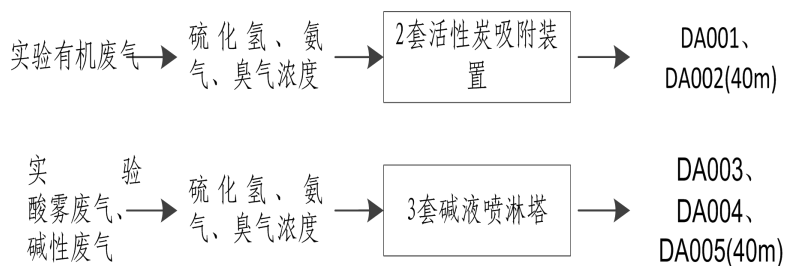 实验有机废气
硫化氢、氨
气、臭气浓度
2套活性炭吸附装
置
DA001、
DA002(40m)
实 验
酸雾废气、
碱性废气
硫化氢、氨
气、臭气浓度
3套碱液喷淋塔
DA003、
DA004、
DA005(40m)